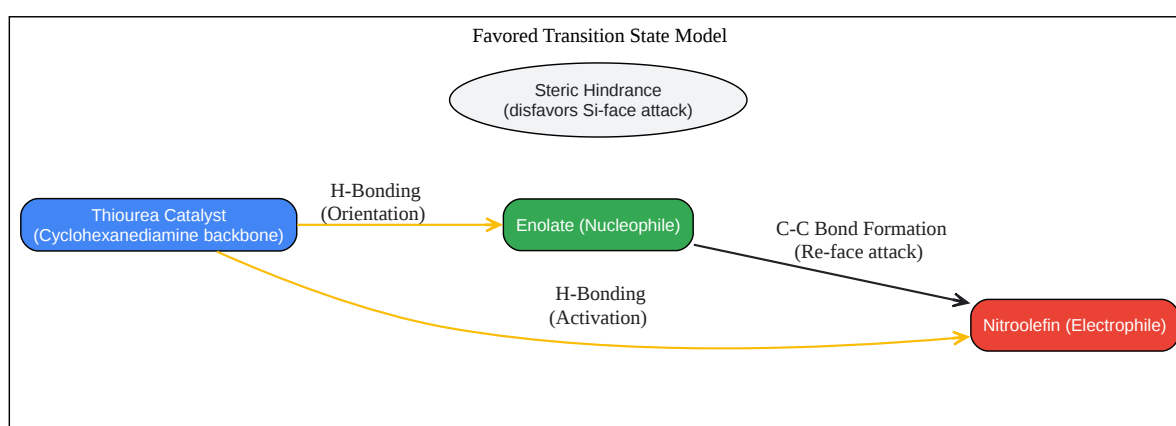 Favored Transition State Model
Steric Hindrance
(disfavors Si-face attack)
Thiourea Catalyst
(Cyclohexanediamine backbone)
H-Bonding
(Orientation)
Enolate (Nucleophile)
C-C Bond Formation
(Re-face attack)
H-Bonding
(Activation)
Nitroolefin (Electrophile)